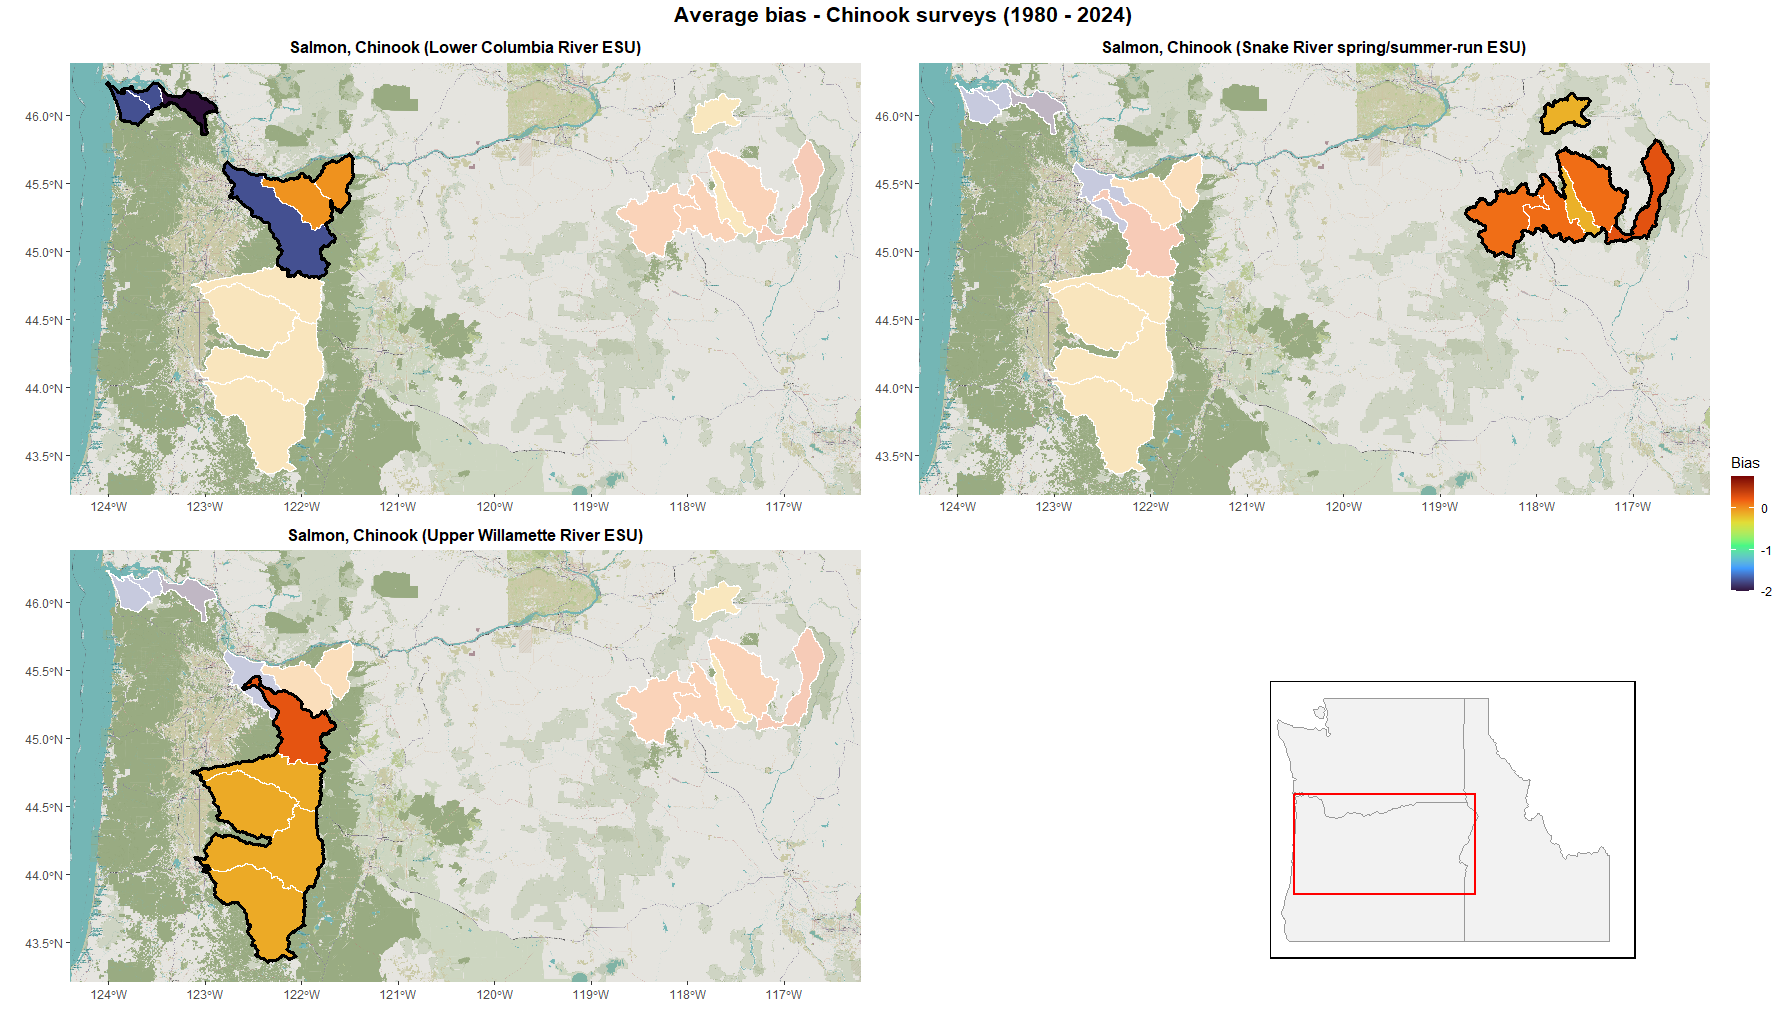 Average bias - Chinook surveys (1980 - 2024)
Salmon, Chinook (Lower Columbia River ESU)
46.0°N
45.5°N
45.0°N
44.5°N
44.0°N
43.5°N
124°W 123°W 122°W 121°W 120°W 119°W 118°W 117°W
Salmon, Chinook (Snake River spring/summer-run ESU)
46.0°N
45.5°N
45.0°N
44.5°N
44.0°N
43.5°N
124°W 123°W 122°W 121°W 120°W 119°W 118°W 117°W
Bias
0
-1
-2
Salmon, Chinook (Upper Willamette River ESU)
46.0°N
45.5°N
45.0°N
44.5°N
44.0°N
43.5°N
124°W 123°W 122°W 121°W 120°W 119°W 118°W 117°W